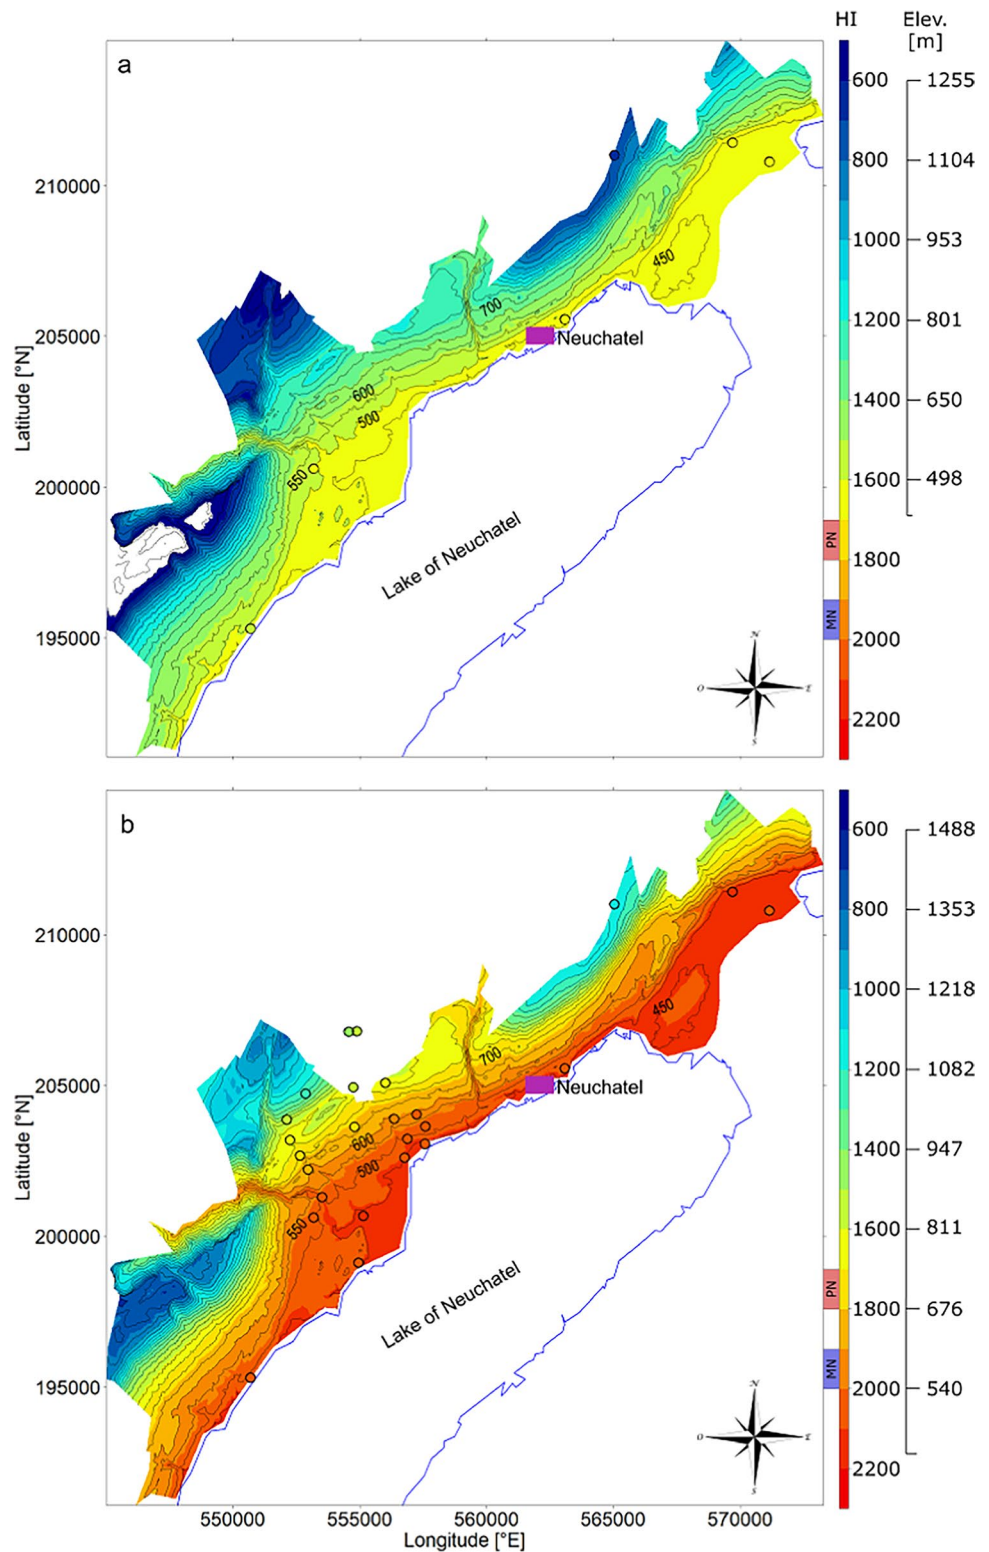 HI Elev.
[m]
a
600 1255
800 1104
210000
1000 953
450
700
1200 801
205000
Neuchatel
600
1400 650
500
Latitude [°N]
550
200000
1600 498
PN
Lake of Neuchatel
1800
MN
195000
2000
N
O E
S
2200
b
600 1488
800 1353
210000
1000 1218
450
700
1200 1082
205000
Neuchatel
600
1400 947
500
Latitude [°N]
550
200000
1600 811
PN
Lake of Neuchatel
1800 676
MN
195000
2000 540
N
O E
S
2200
550000 555000 560000 565000 570000
Longitude [°E]